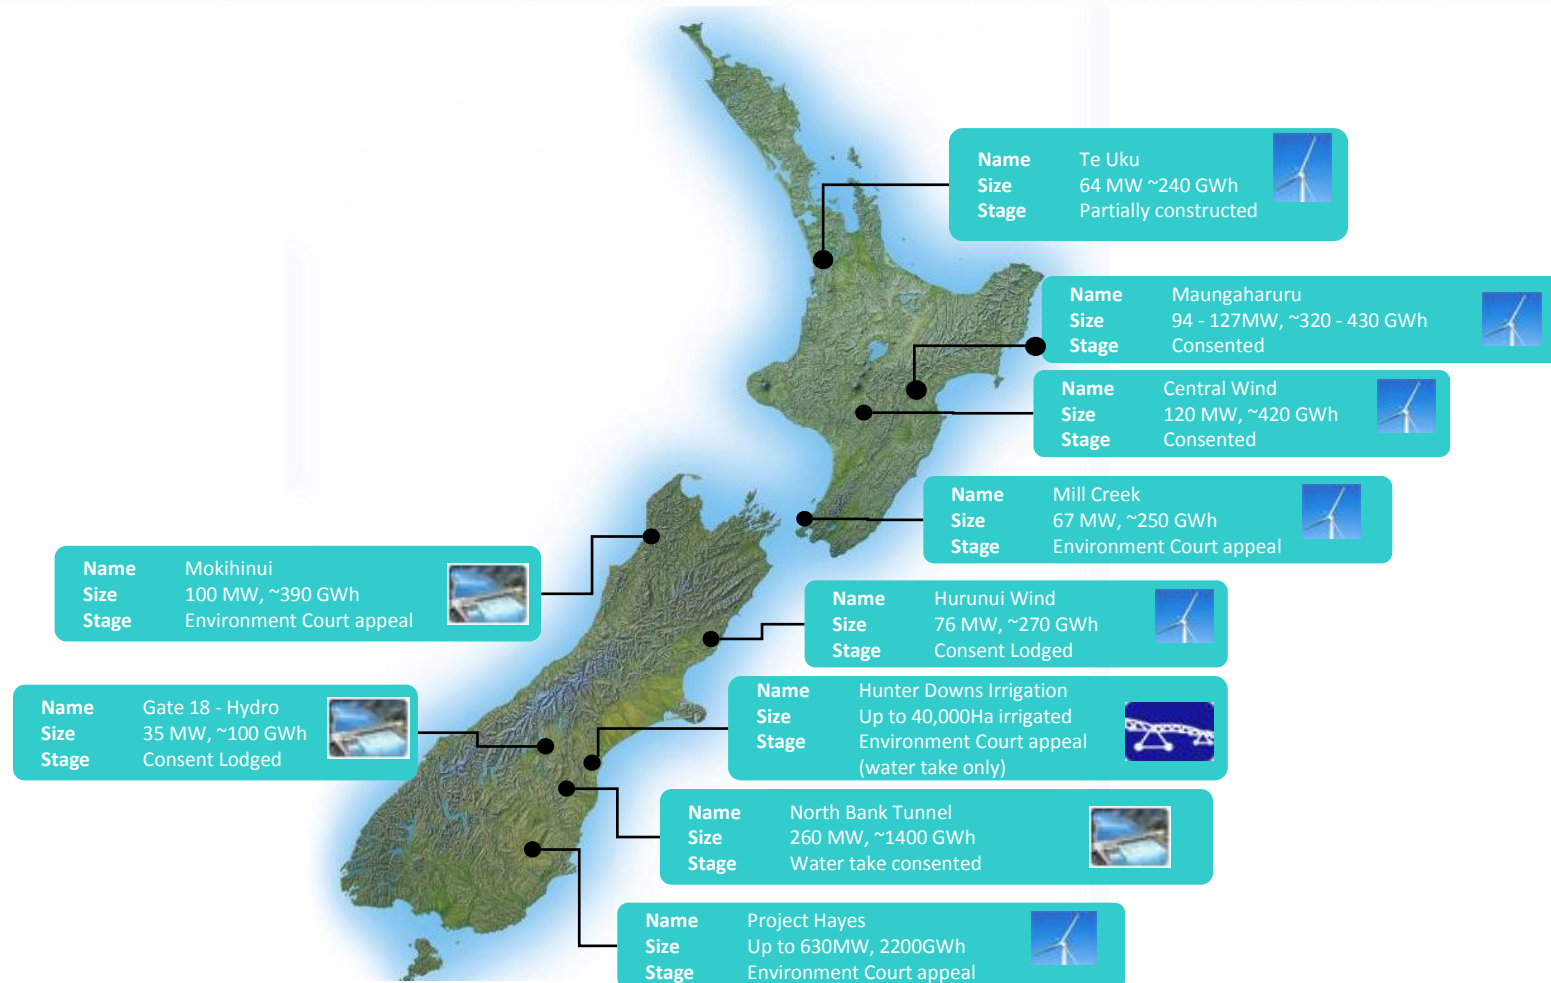 Name Te Uku
Size 64 MW ~240 GWh
Stage Partially constructed
Name Maungaharuru
Size 94 - 127MW, ~320 - 430 GWh
Stage Consented
Name Central Wind
Size 120 MW, ~420 GWh
Stage Consented
Name Mill Creek
Size 67 MW, ~250 GWh
Stage Environment Court appeal
Name Mokihinui
Size 100 MW, ~390 GWh
Stage Environment Court appeal
Name Hurunui Wind
Size 76 MW, ~270 GWh
Stage Consent Lodged
Name Gate 18 - Hydro
Size 35 MW, ~100 GWh
Stage Consent Lodged
Name Hunter Downs Irrigation
Size Up to 40,000Ha irrigated
Stage Environment Court appeal
(water take only)
Name North Bank Tunnel
Size 260 MW, ~1400 GWh
Stage Water take consented
Name Project Hayes
Size Up to 630MW, 2200GWh
Stage Environment Court appeal